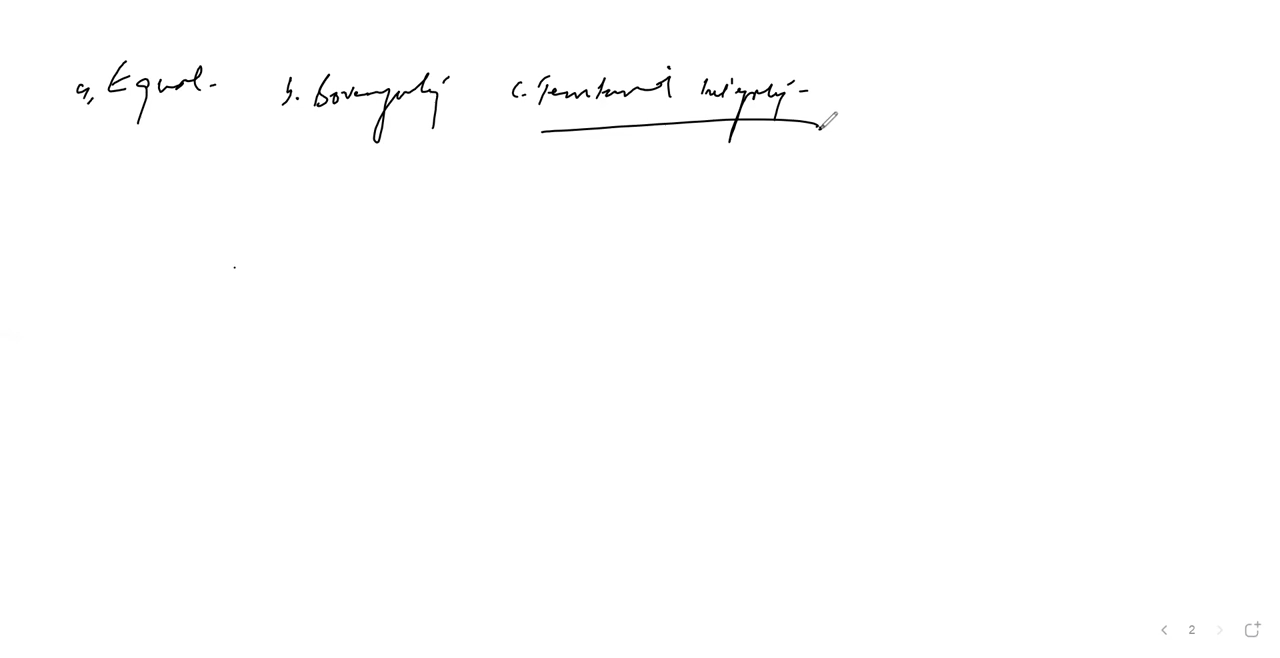 a, Equal- b. Sovereignty c. Territorial Integrity-
2